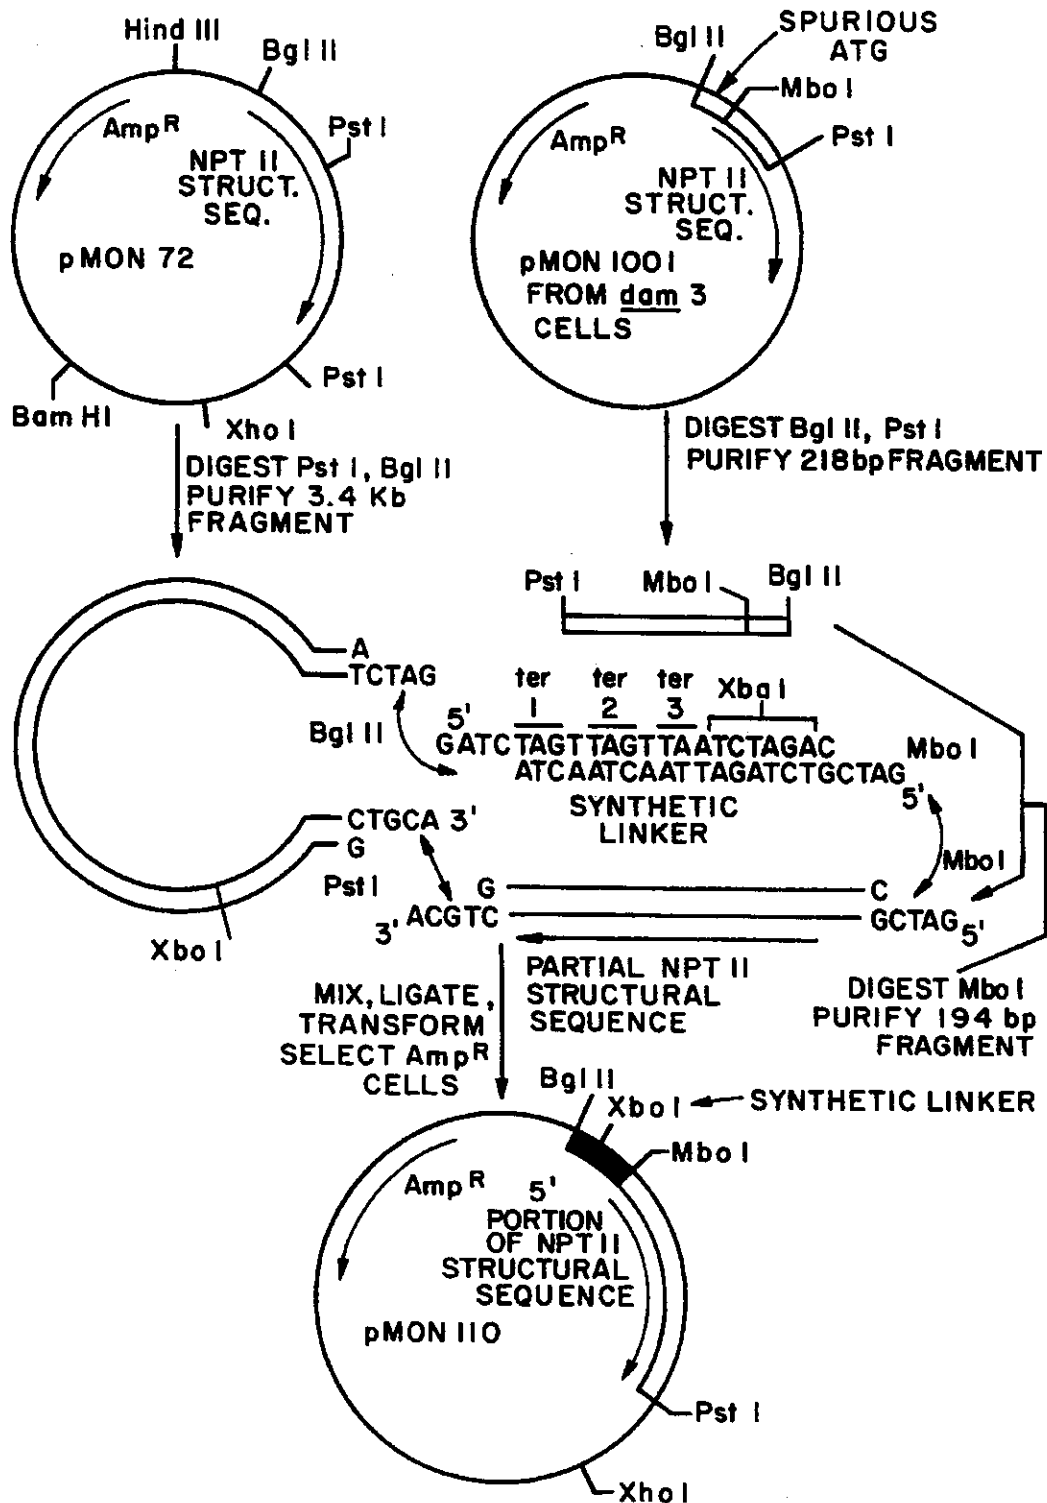 Hind III
Bgl II
Pst I
Amp R
NPT II
STRUCT.
SEQ.
pMON 72
Pst I
Bam HI
Xho I
DIGEST Pst I, Bgl II
PURIFY 3.4 Kb
FRAGMENT
SPURIOUS
ATG
Bgl II
Mbo I
Pst I
Amp R
NPT II
STRUCT.
SEQ.
pMON 1001
FROM dam 3
CELLS
DIGEST Bgl II, Pst I
PURIFY 218 bp FRAGMENT
Pst I
Mbo I
Bgl II
A
TCTAG
Bgl II
ter
1
ter
2
ter
3
Xba I
5'
GATCTAGTTAGTTAATCTAGAC
ATCAATCAATTAGATCTGCTAG
5'
Mbo I
SYNTHETIC
LINKER
CTGCA 3'
G
Pst I
Xbo I
G
C
3' ACGTC
GCTAG 5'
Mbo I
PARTIAL NPT II
STRUCTURAL
SEQUENCE
DIGEST Mbo I
PURIFY 194 bp
FRAGMENT
MIX, LIGATE,
TRANSFORM
SELECT Amp R
CELLS
Bgl II
Xbo I
SYNTHETIC LINKER
Mbo I
Amp R
5'
PORTION
OF NPT II
STRUCTURAL
SEQUENCE
pMON 110
Pst I
Xho I